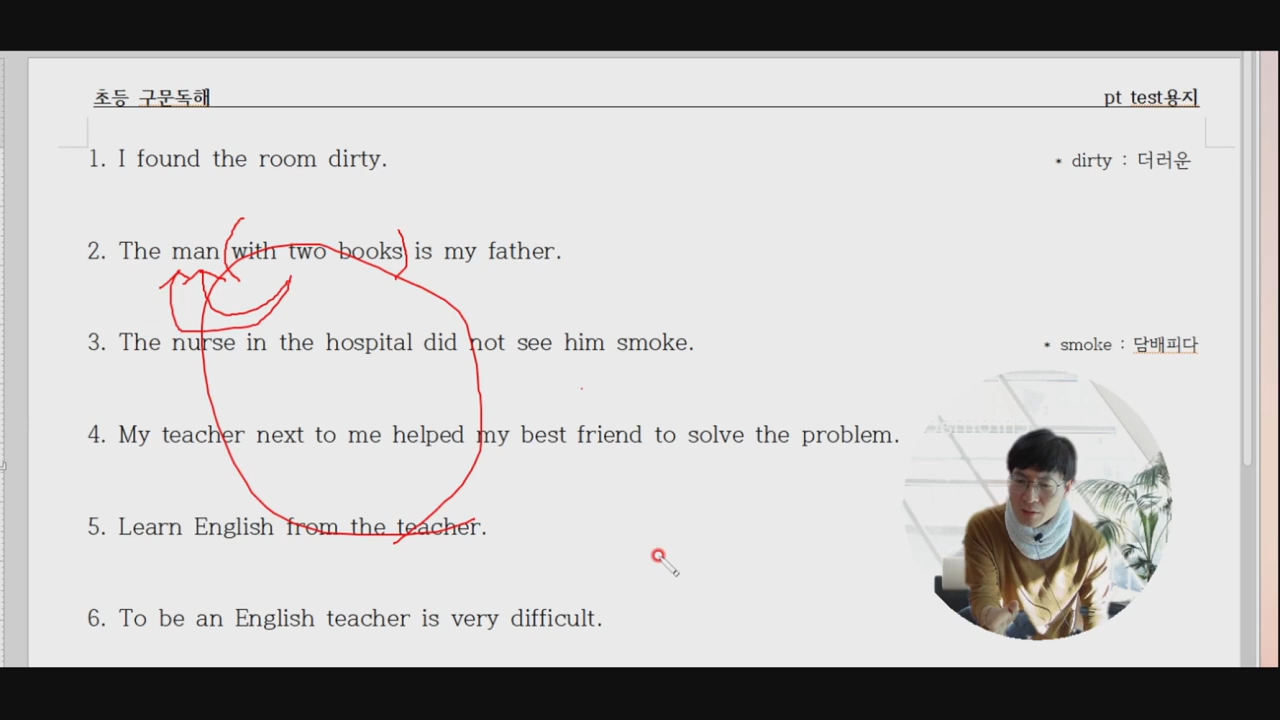 초등 구문독해 pt test용지
1. I found the room dirty. * dirty : 더러운
2. The man (with two books) is my father.
3. The nurse in the hospital did not see him smoke. * smoke : 담배피다
4. My teacher next to me helped my best friend to solve the problem.
5. Learn English from the teacher.
6. To be an English teacher is very difficult.